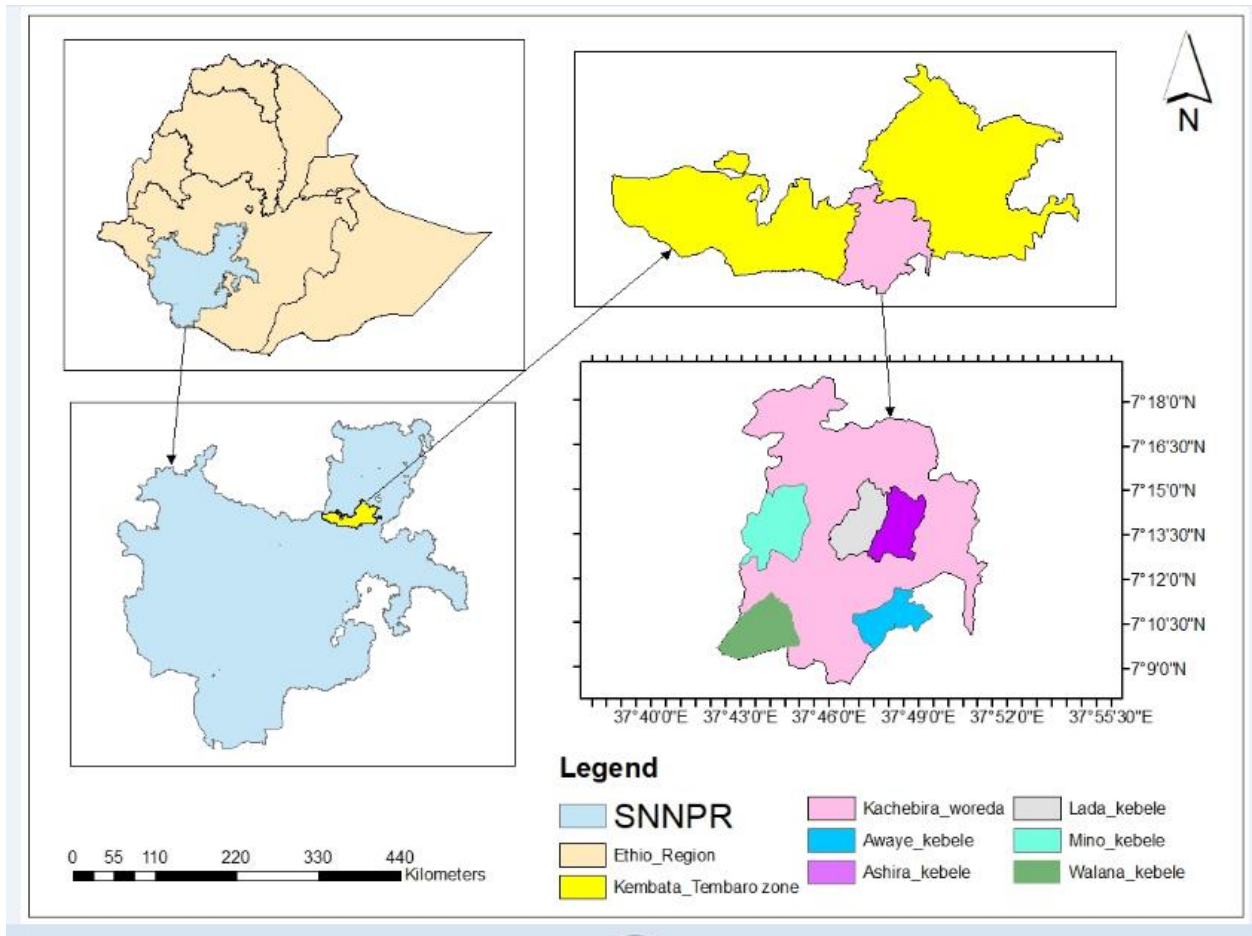 N
7°18'0"N
7°16'30"N
7°15'0"N
7°13'30"N
7°12'0"N
7°10'30"N
7°9'0"N
37°40'0"E 37°43'0"E 37°46'0"E 37°49'0"E 37°52'0"E 37°55'30"E
Legend
SNNPR
Ethio_Region
Kembata_Tembaro zone
Kachebira_woreda
Awaye_kebele
Ashira_kebele
Lada_kebele
Mino_kebele
Walana_kebele
0 55 110 220 330 440
Kilometers